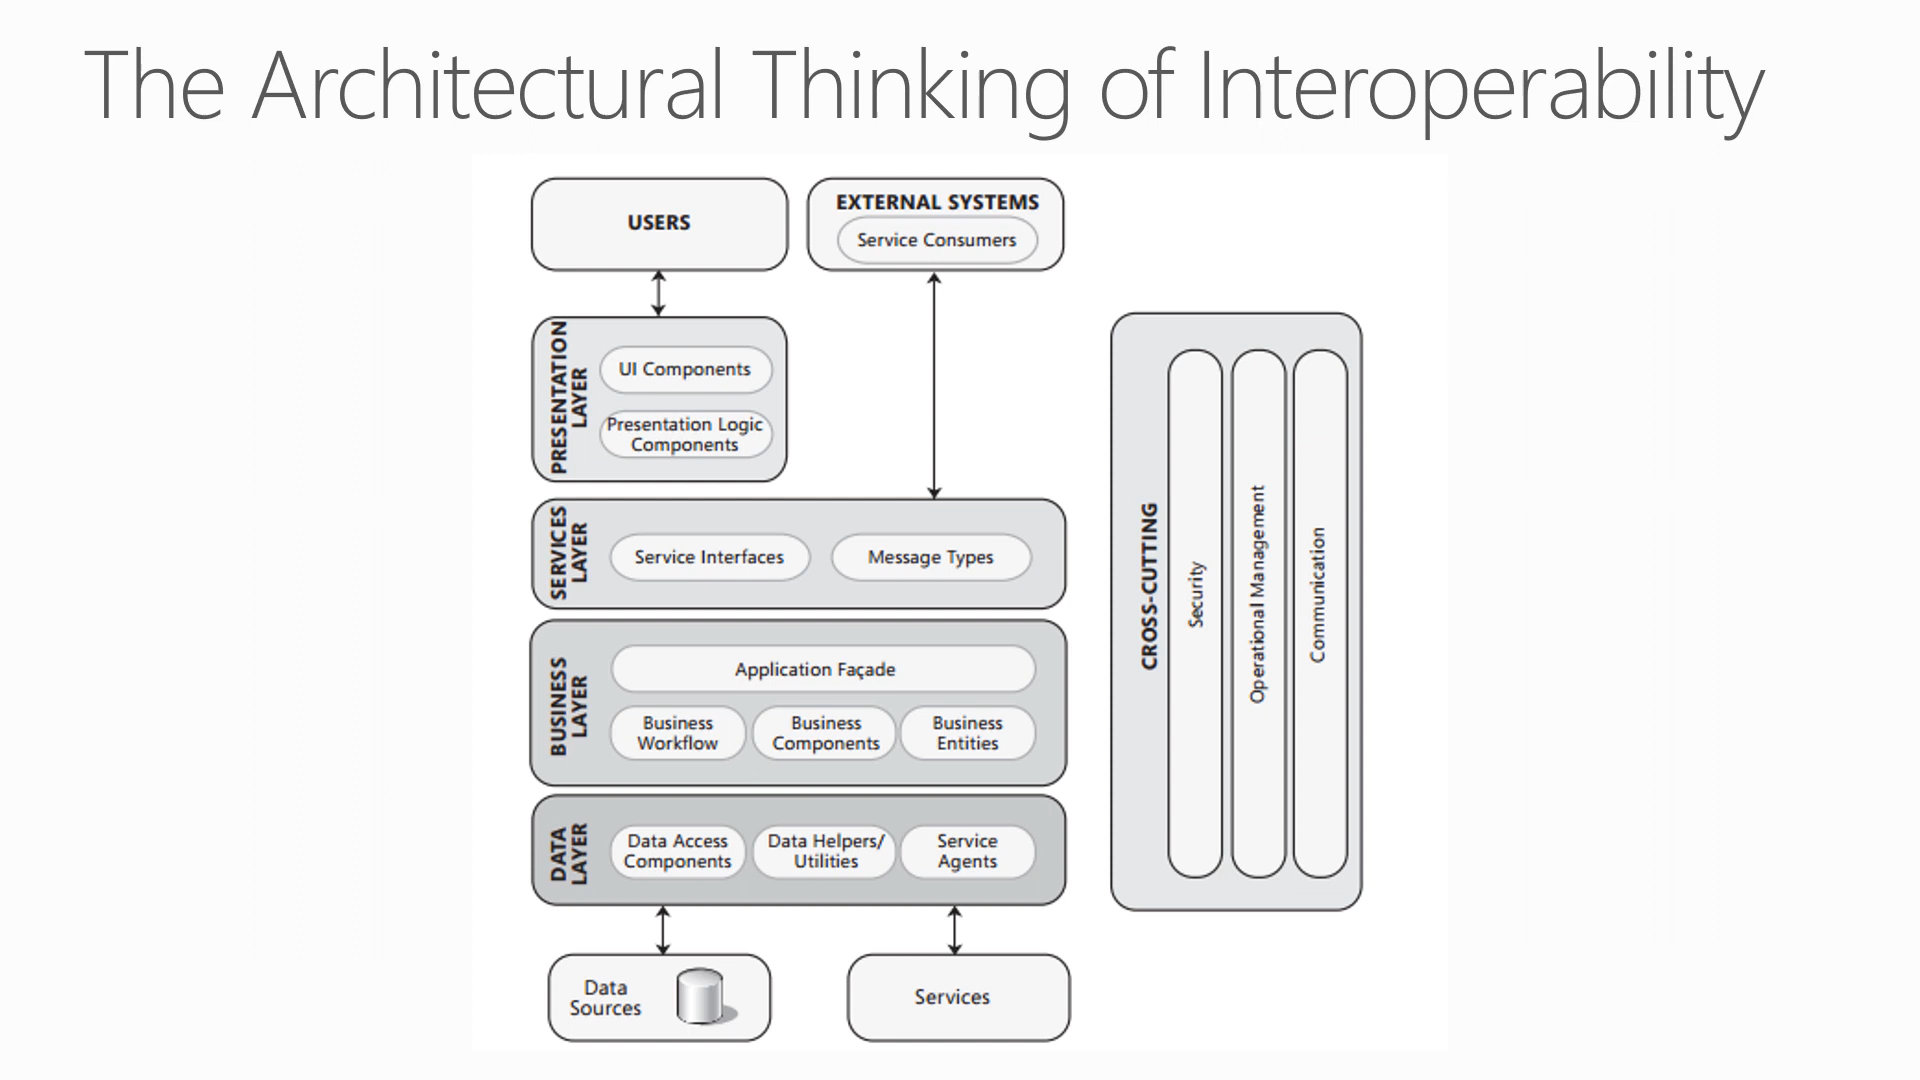 The Architectural Thinking of Interoperability
USERS
EXTERNAL SYSTEMS
Service Consumers
PRESENTATION
LAYER
UI Components
Presentation Logic
Components
SERVICES
LAYER
Service Interfaces
Message Types
BUSINESS
LAYER
Application Façade
Business
Workflow
Business
Components
Business
Entities
DATA
LAYER
Data Access
Components
Data Helpers/
Utilities
Service
Agents
Data
Sources
Services
CROSS-CUTTING
Security
Operational Management
Communication